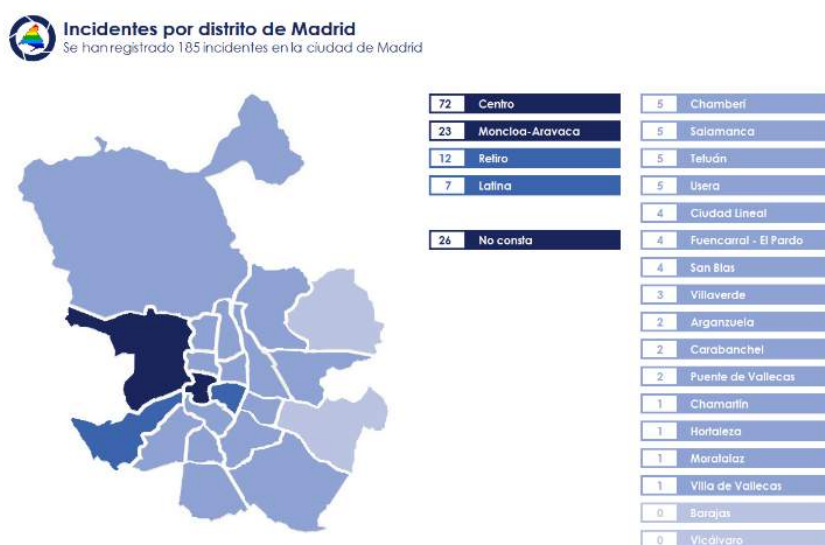 Incidentes por distrito de Madrid
Se han registrado 185 incidentes en la ciudad de Madrid
72 Centro
23 Moncloa-Aravaca
12 Retiro
7 Latina
26 No consta
5 Chamberí
5 Salamanca
5 Tetuán
5 Usera
4 Ciudad Lineal
4 Fuencarral - El Pardo
4 San Blas
3 Villaverde
2 Arganzuela
2 Carabanchel
2 Puente de Vallecas
1 Chamartín
1 Hortaleza
1 Moratalaz
1 Villa de Vallecas
0 Barajas
0 Vicálvaro